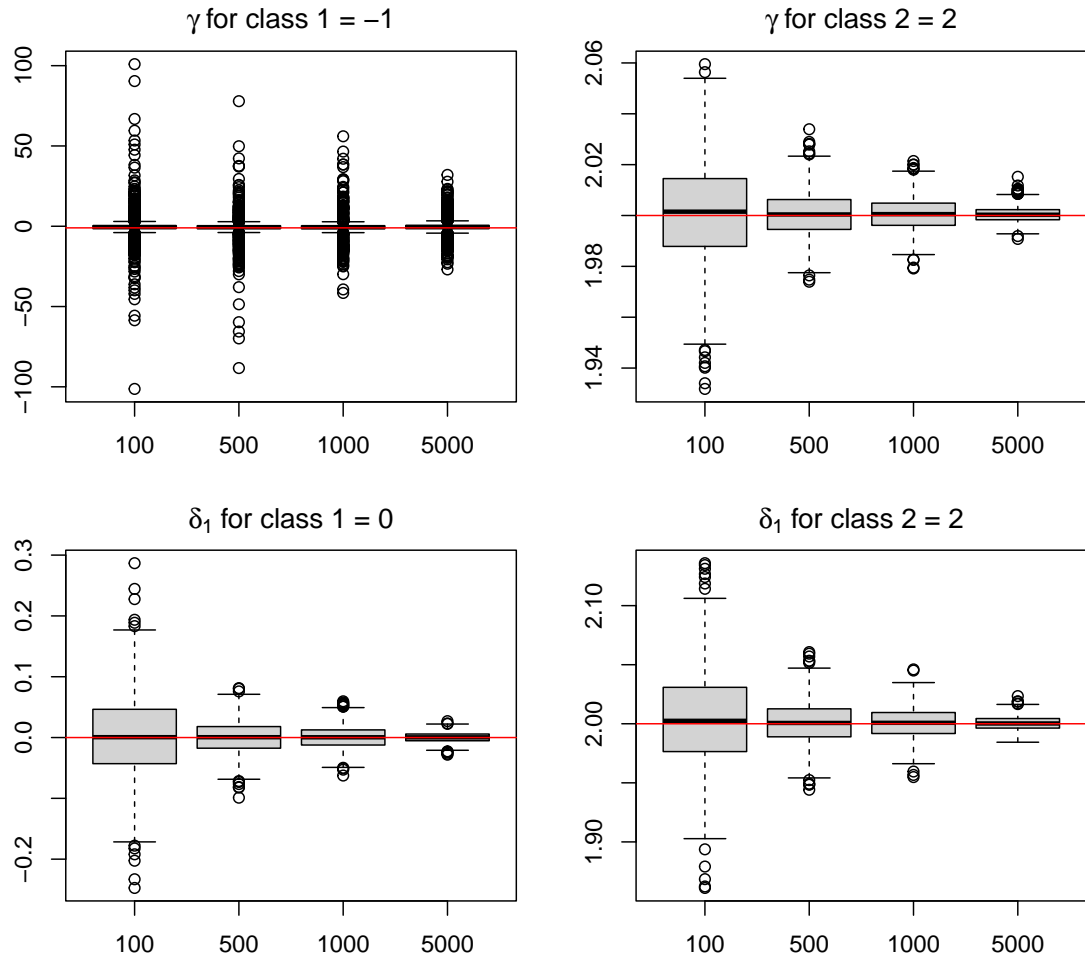 γ for class 1 = −1
100
50
0
−50
−100
100 500 1000 5000
γ for class 2 = 2
2.06
2.02
1.98
1.94
100 500 1000 5000
δ1 for class 1 = 0
0.3
0.2
0.1
0.0
−0.2
100 500 1000 5000
δ1 for class 2 = 2
2.10
2.00
1.90
100 500 1000 5000